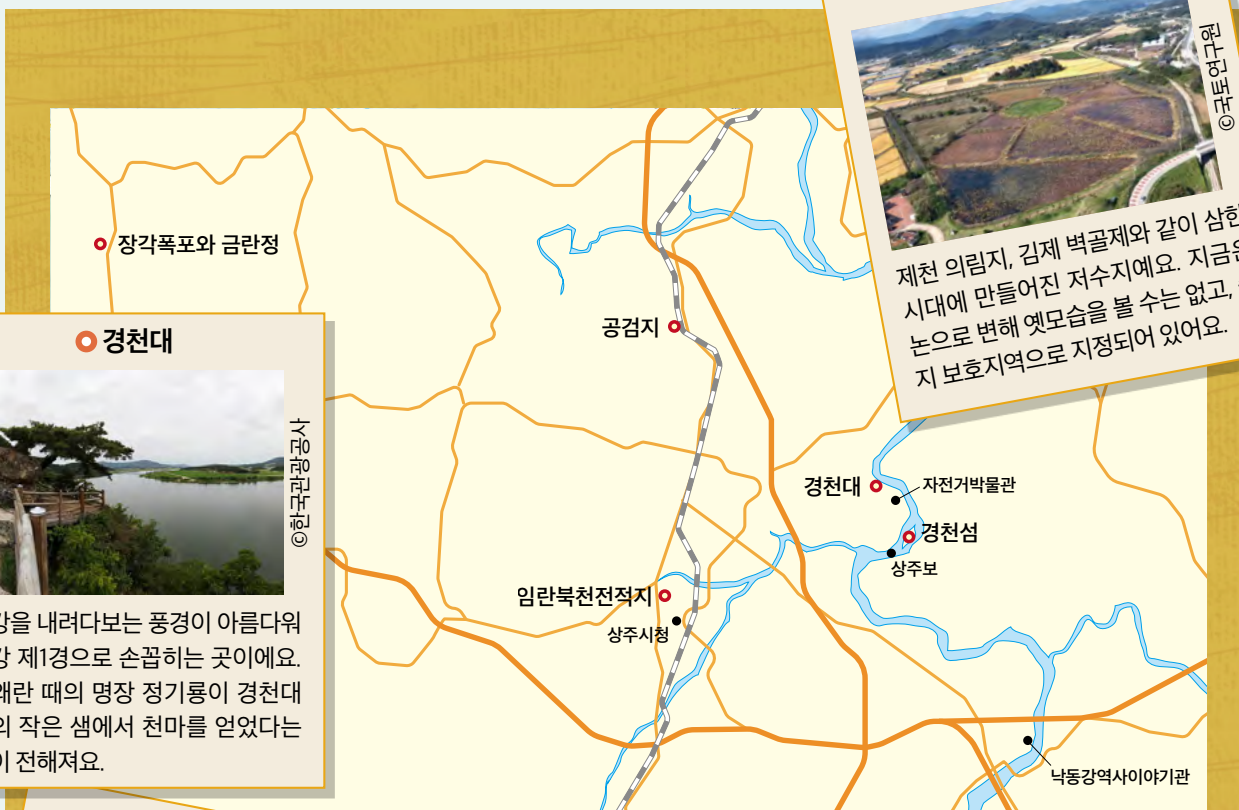 ©국토연구원
제천 의림지, 김제 벽골제와 같이 삼한
시대에 만들어진 저수지예요. 지금은
논으로 변해 옛모습을 볼 수는 없고,
지 보호지역으로 지정되어 있어요.
장각폭포와 금란정
공검지
경천대
©한국관광공사
강을 내려다보는 풍경이 아름다워
강 제1경으로 손꼽히는 곳이에요.
왜란 때의 명장 정기룡이 경천대
의 작은 샘에서 천마를 얻었다는
이 전해져요.
경천대
자전거박물관
경천섬
상주보
임란북천전적지
상주시청
낙동강역사이야기관